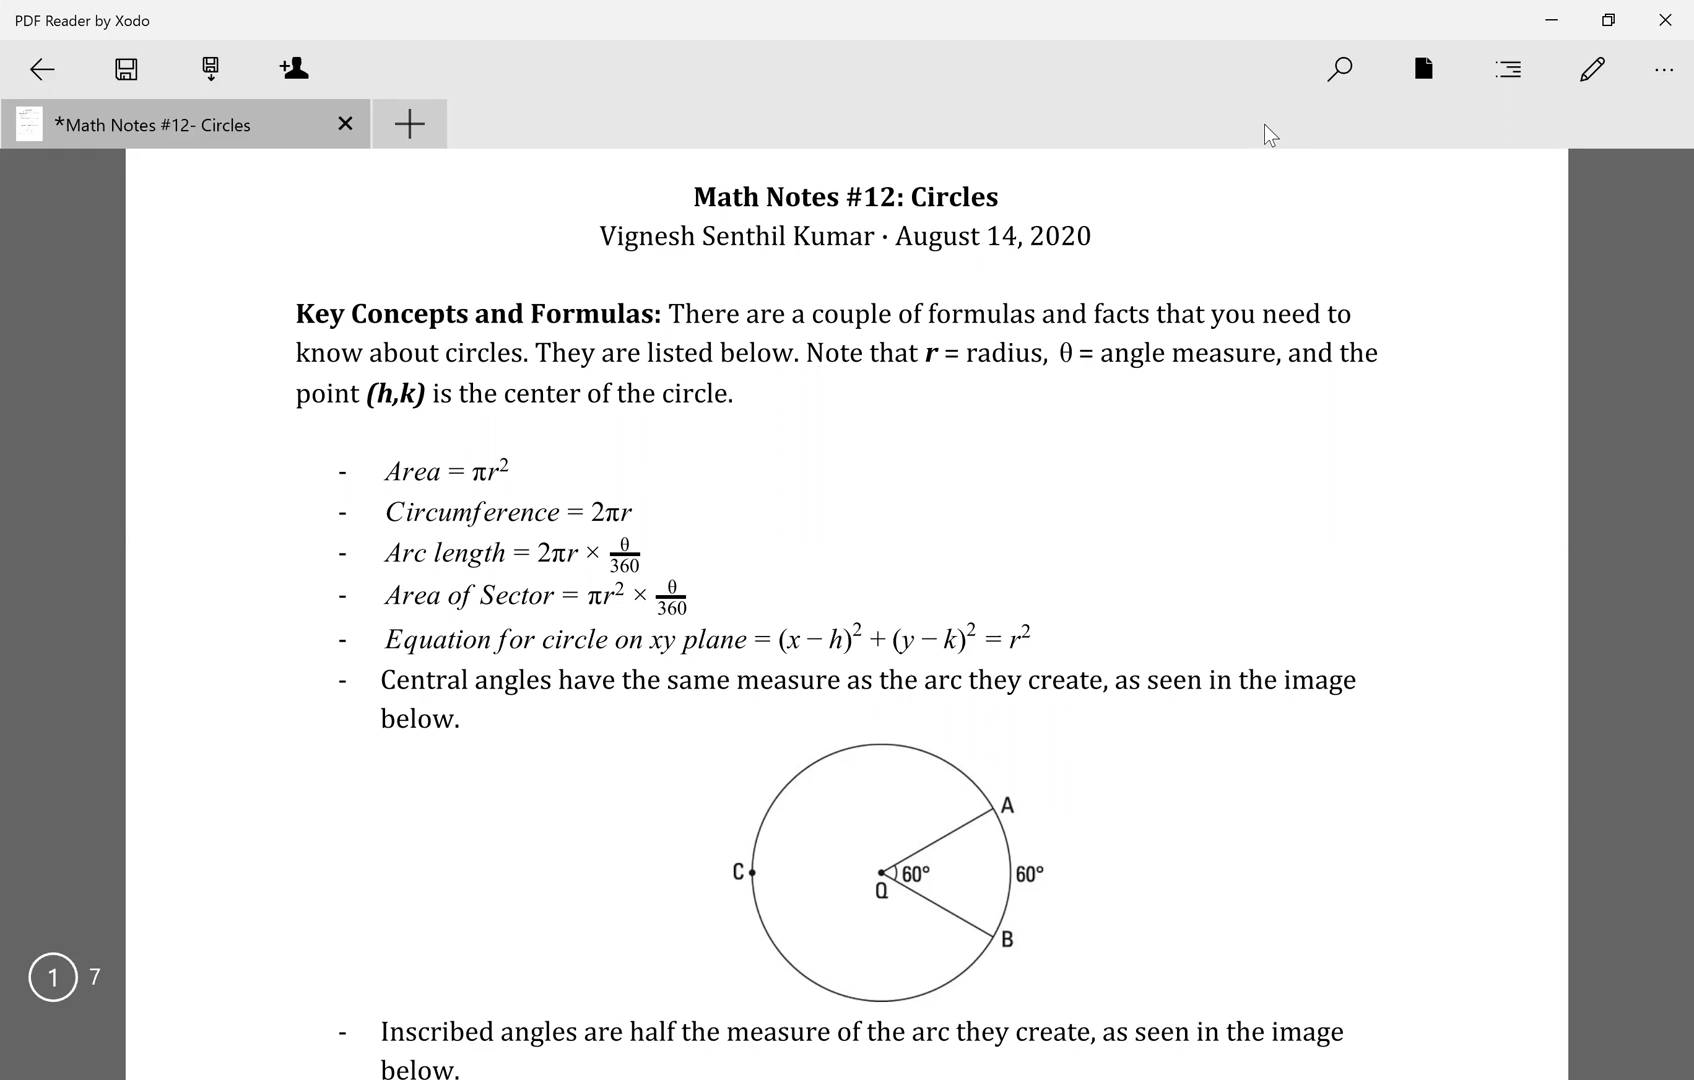 PDF Reader by Xodo
*Math Notes #12- Circles
Math Notes #12: Circles
Vignesh Senthil Kumar · August 14, 2020
Key Concepts and Formulas: There are a couple of formulas and facts that you need to
know about circles. They are listed below. Note that r = radius, θ = angle measure, and the
point (h,k) is the center of the circle.
- Area = πr²
- Circumference = 2πr
- Arc length = 2πr × θ/360
- Area of Sector = πr² × θ/360
- Equation for circle on xy plane = (x − h)² + (y − k)² = r²
- Central angles have the same measure as the arc they create, as seen in the image
below.
A
C
60°
60°
Q
B
1 7
- Inscribed angles are half the measure of the arc they create, as seen in the image
below.